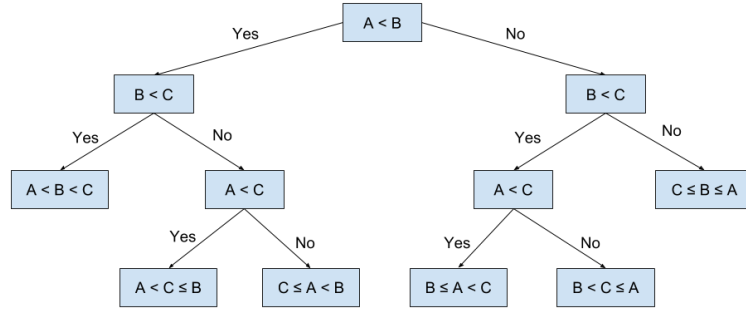 A < B
Yes
No
B < C
B < C
Yes
No
Yes
No
A < B < C
A < C
A < C
C ≤ B ≤ A
Yes
No
Yes
No
A < C ≤ B
C ≤ A < B
B ≤ A < C
B < C ≤ A